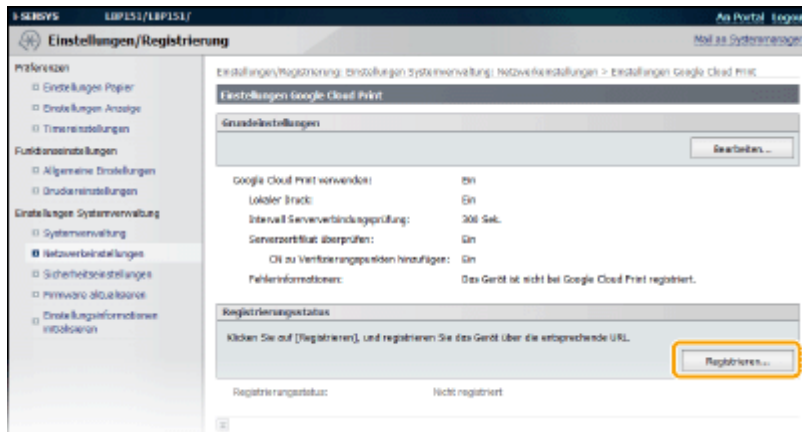 i-SENSYS LBP151/LBP151/ An Portal Logout
Einstellungen/Registrierung Mail an Systemmanager
Präferenzen
Einstellungen Papier
Einstellungen Anzeige
Timereinstellungen
Funktionseinstellungen
Allgemeine Einstellungen
Druckereinstellungen
Einstellungen Systemverwaltung
Systemverwaltung
Netzwerkeinstellungen
Sicherheitseinstellungen
Firmware aktualisieren
Einstellungsinformationen
initialisieren
Einstellungen/Registrierung: Einstellungen Systemverwaltung: Netzwerkeinstellungen > Einstellungen Google Cloud Print
Einstellungen Google Cloud Print
Grundeinstellungen
Bearbeiten...
Google Cloud Print verwenden: Ein
Lokaler Druck: Ein
Intervall Serververbindungsprüfung: 300 Sek.
Serverzertifikat überprüfen: Ein
CN zu Verifizierungspunkten hinzufügen: Ein
Fehlerinformationen: Das Gerät ist nicht bei Google Cloud Print registriert.
Registrierungsstatus
Klicken Sie auf [Registrieren], und registrieren Sie das Gerät über die entsprechende URL.
Registrieren...
Registrierungsstatus: Nicht registriert